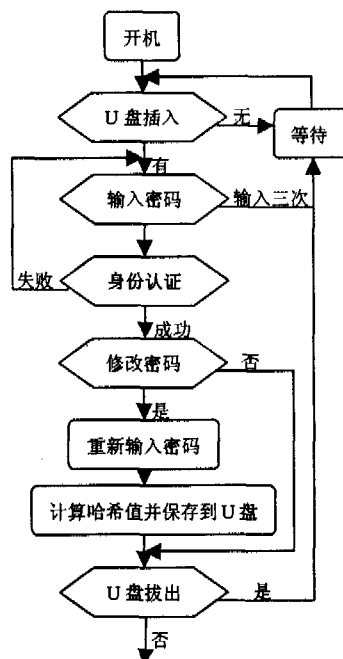 开机
U盘插入
无
等待
有
输入密码
输入三次
失败
身份认证
成功
修改密码
否
是
重新输入密码
计算哈希值并保存到U盘
U盘拔出
是
否